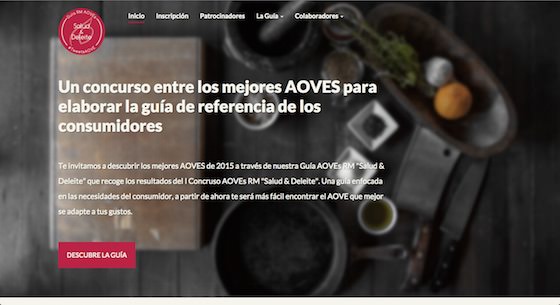 Guía RM AOVEs
Salud
&
Deleite
Inicio Inscripción Patrocinadores La Guía Colaboradores
Un concurso entre los mejores AOVES para
elaborar la guía de referencia de los
consumidores
Te invitamos a descubrir los mejores AOVES de 2015 a través de nuestra Guía AOVEs RM "Salud &
Deleite" que recoge los resultados del I Concruso AOVEs RM "Salud & Deleite". Una guía enfocada
en las necesidades del consumidor, a partir de ahora te será más fácil encontrar el AOVE que mejor
se adapte a tus gustos.
DESCUBRE LA GUÍA